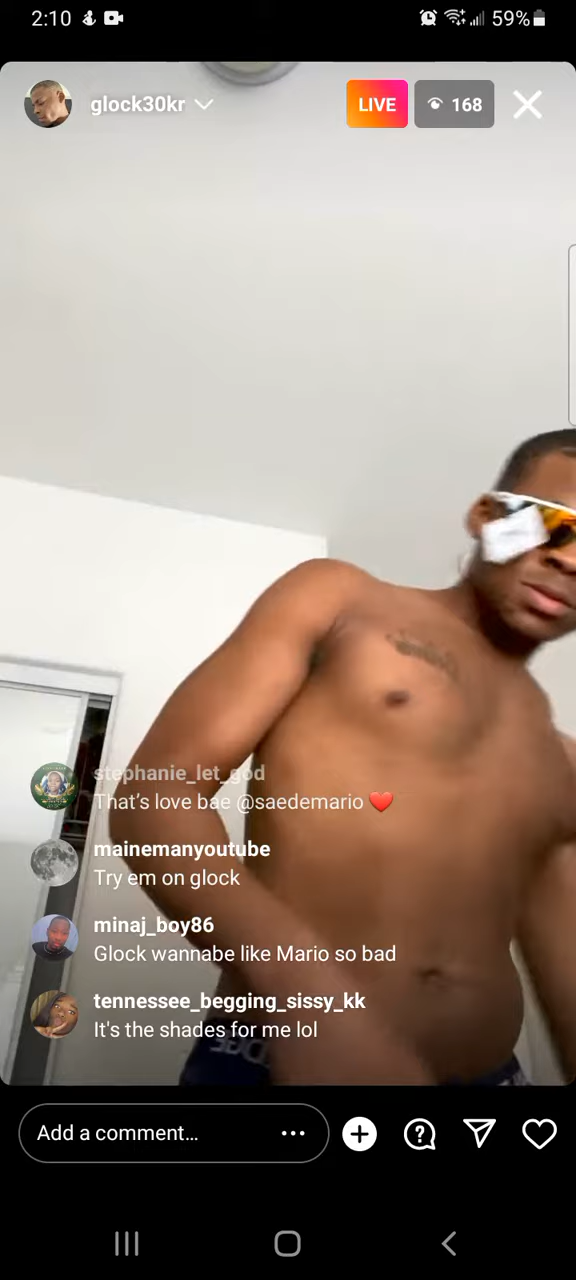 2:10
59%
glock30kr
LIVE
168
stephanie_let_god
That's love bae @saedemario ❤️
mainemanyoutube
Try em on glock
minaj_boy86
Glock wannabe like Mario so bad
tennessee_begging_sissy_kk
It's the shades for me lol
Add a comment…